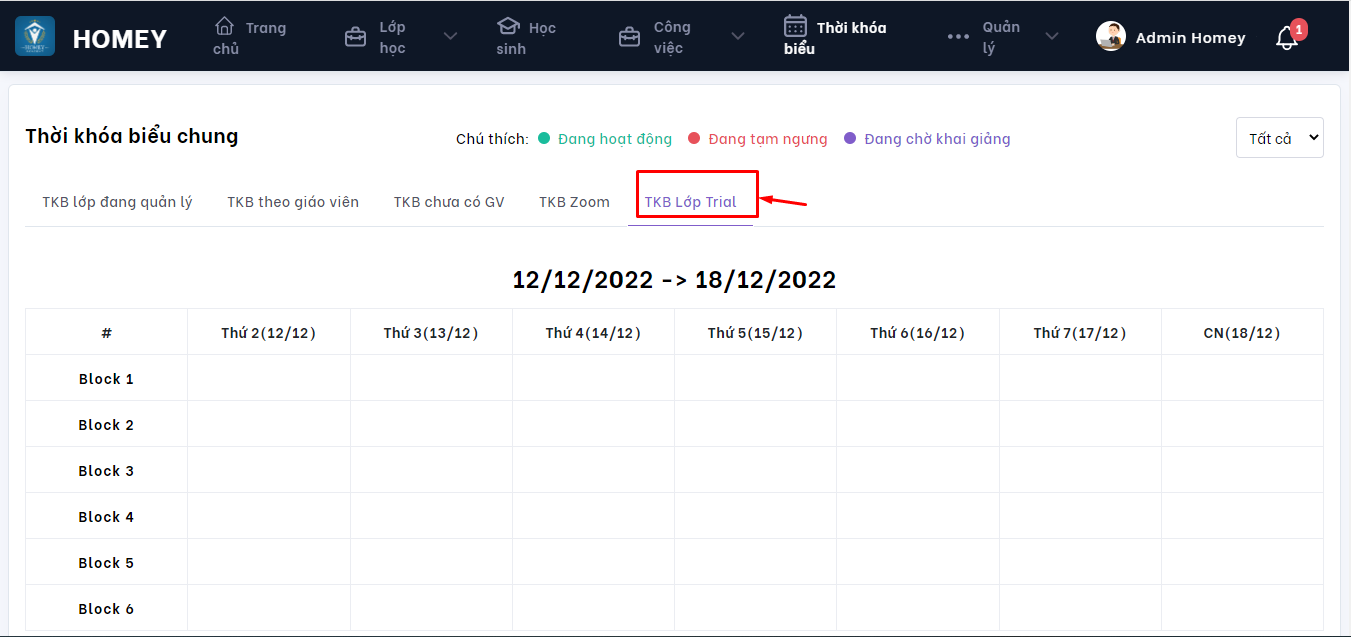 HOMEY
Trang
chủ
Lớp
học
Học
sinh
Công
việc
Thời khóa
biểu
Quản
lý
Admin Homey
1
Thời khóa biểu chung
Chú thích: Đang hoạt động Đang tạm ngưng Đang chờ khai giảng
Tất cả
TKB lớp đang quản lý TKB theo giáo viên TKB chưa có GV TKB Zoom TKB Lớp Trial
12/12/2022 -> 18/12/2022
# Thứ 2(12/12) Thứ 3(13/12) Thứ 4(14/12) Thứ 5(15/12) Thứ 6(16/12) Thứ 7(17/12) CN(18/12)
Block 1
Block 2
Block 3
Block 4
Block 5
Block 6